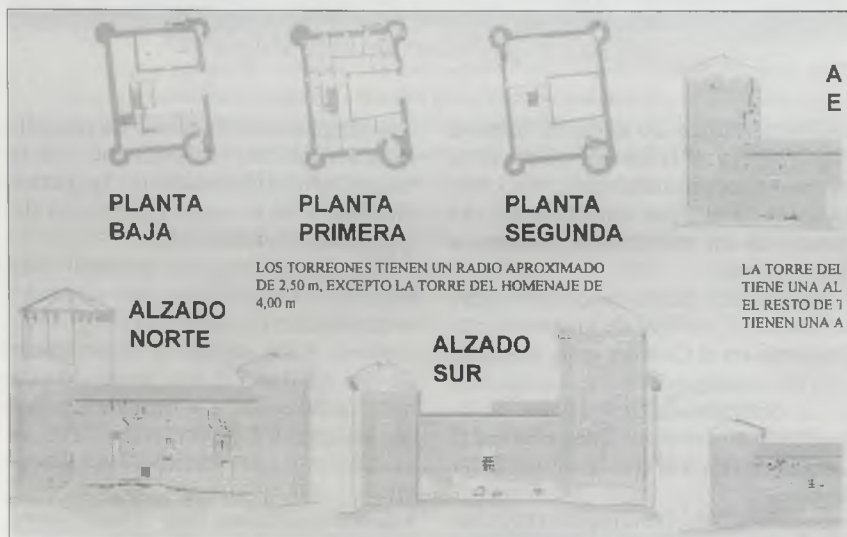 PLANTA
BAJA
PLANTA
PRIMERA
PLANTA
SEGUNDA
A
E
LOS TORREONES TIENEN UN RADIO APROXIMADO
DE 2,50 m, EXCEPTO LA TORRE DEL HOMENAJE DE
4,00 m
LA TORRE DEL
TIENE UNA AL
EL RESTO DE T
TIENEN UNA A
ALZADO
NORTE
ALZADO
SUR